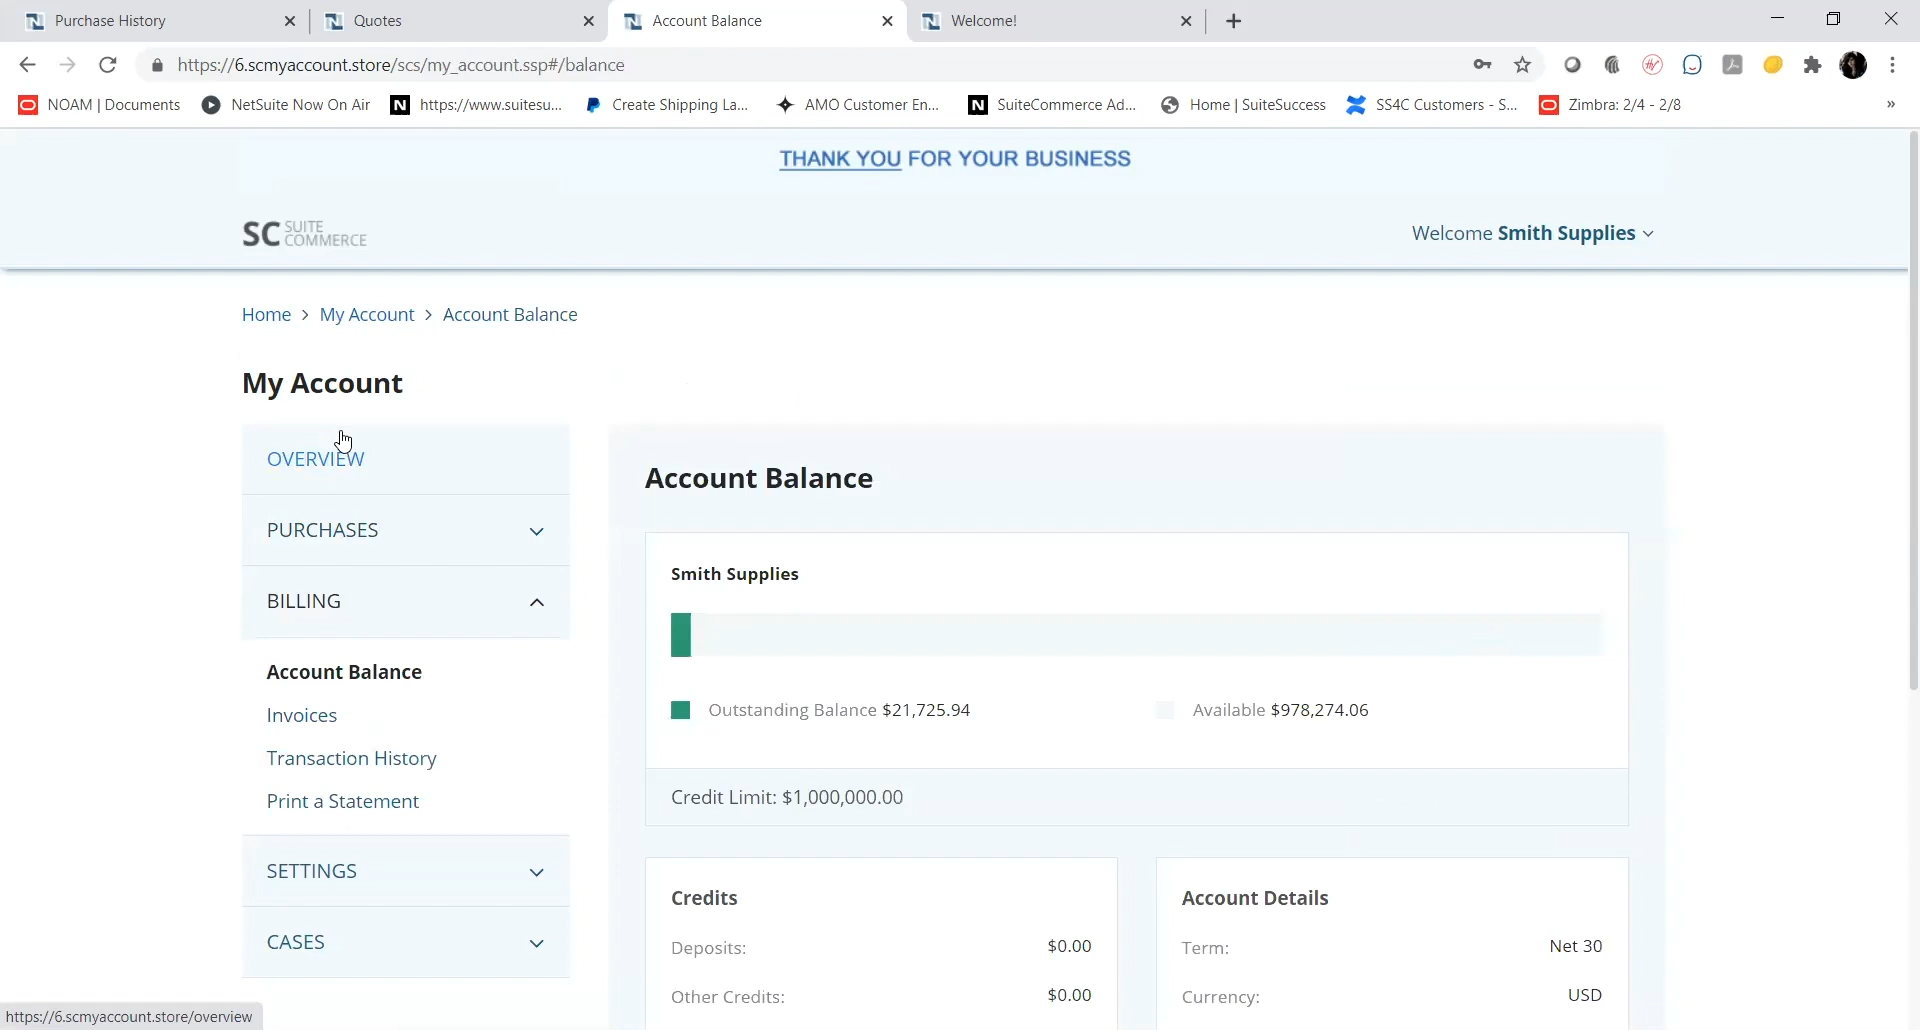 Purchase History
Quotes
Account Balance
Welcome!
https://6.scmyaccount.store/scs/my_account.ssp#/balance
NOAM | Documents
NetSuite Now On Air
https://www.suitesu...
Create Shipping La...
AMO Customer En...
SuiteCommerce Ad...
Home | SuiteSuccess
SS4C Customers - S...
Zimbra: 2/4 - 2/8
»
THANK YOU FOR YOUR BUSINESS
SC SUITE
COMMERCE
Welcome Smith Supplies
Home > My Account > Account Balance
My Account
OVERVIEW
PURCHASES
BILLING
Account Balance
Invoices
Transaction History
Print a Statement
SETTINGS
CASES
Account Balance
Smith Supplies
Outstanding Balance $21,725.94
Available $978,274.06
Credit Limit: $1,000,000.00
Credits
Deposits: $0.00
Other Credits: $0.00
Account Details
Term: Net 30
Currency: USD
https://6.scmyaccount.store/overview